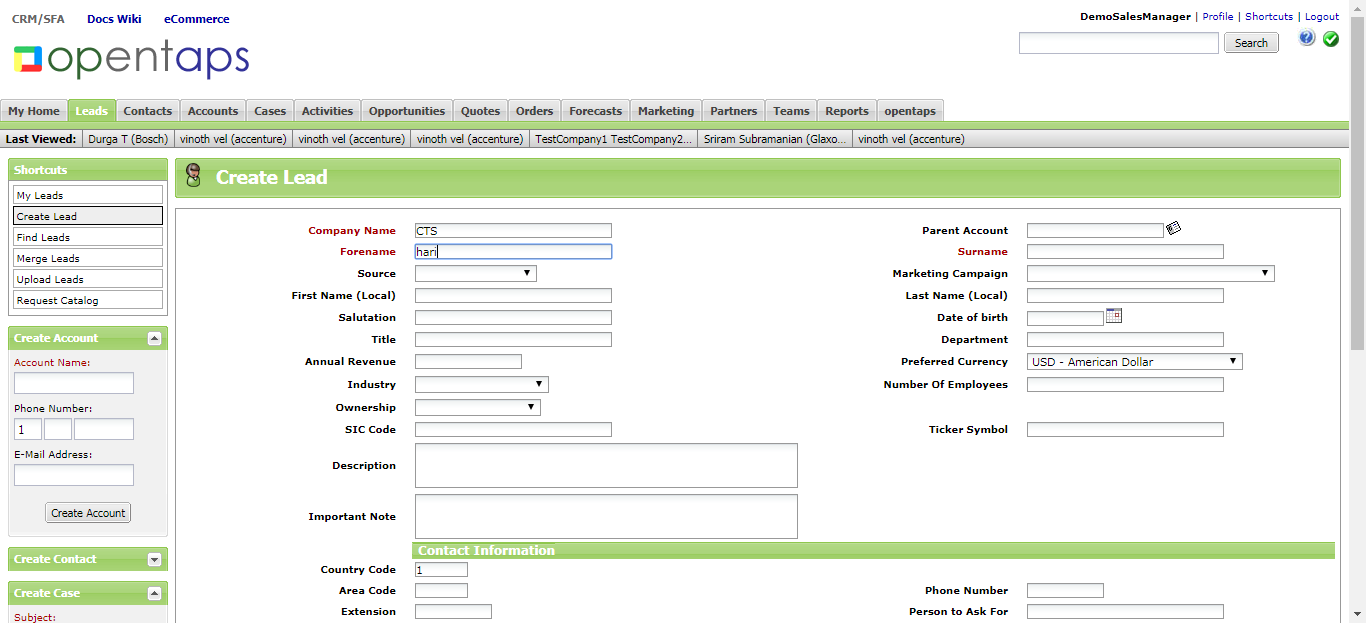 CRM/SFA Docs Wiki eCommerce
DemoSalesManager | Profile | Shortcuts | Logout
opentaps
Search
My Home Leads Contacts Accounts Cases Activities Opportunities Quotes Orders Forecasts Marketing Partners Teams Reports opentaps
Last Viewed: Durga T (Bosch) vinoth vel (accenture) vinoth vel (accenture) vinoth vel (accenture) TestCompany1 TestCompany2... Sriram Subramanian (Glaxo... vinoth vel (accenture)
Shortcuts
My Leads
Create Lead
Find Leads
Merge Leads
Upload Leads
Request Catalog
Create Account
Account Name:
Phone Number:
1
E-Mail Address:
Create Account
Create Contact
Create Case
Subject:
Create Lead
Company Name CTS Parent Account
Forename hari Surname
Source Marketing Campaign
First Name (Local) Last Name (Local)
Salutation Date of birth
Title Department
Annual Revenue Preferred Currency USD - American Dollar
Industry Number Of Employees
Ownership
SIC Code Ticker Symbol
Description
Important Note
Contact Information
Country Code 1
Area Code Phone Number
Extension Person to Ask For